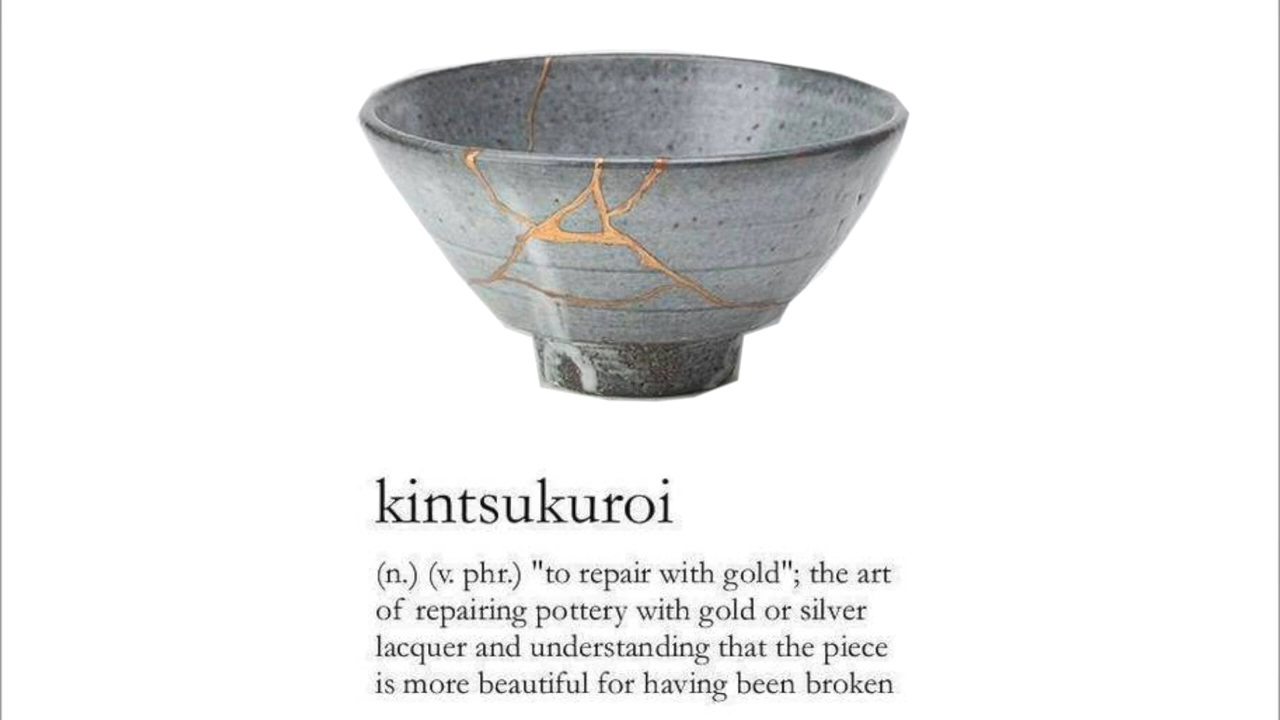 kintsukuroi
(n.) (v. phr.) "to repair with gold"; the art
of repairing pottery with gold or silver
lacquer and understanding that the piece
is more beautiful for having been broken